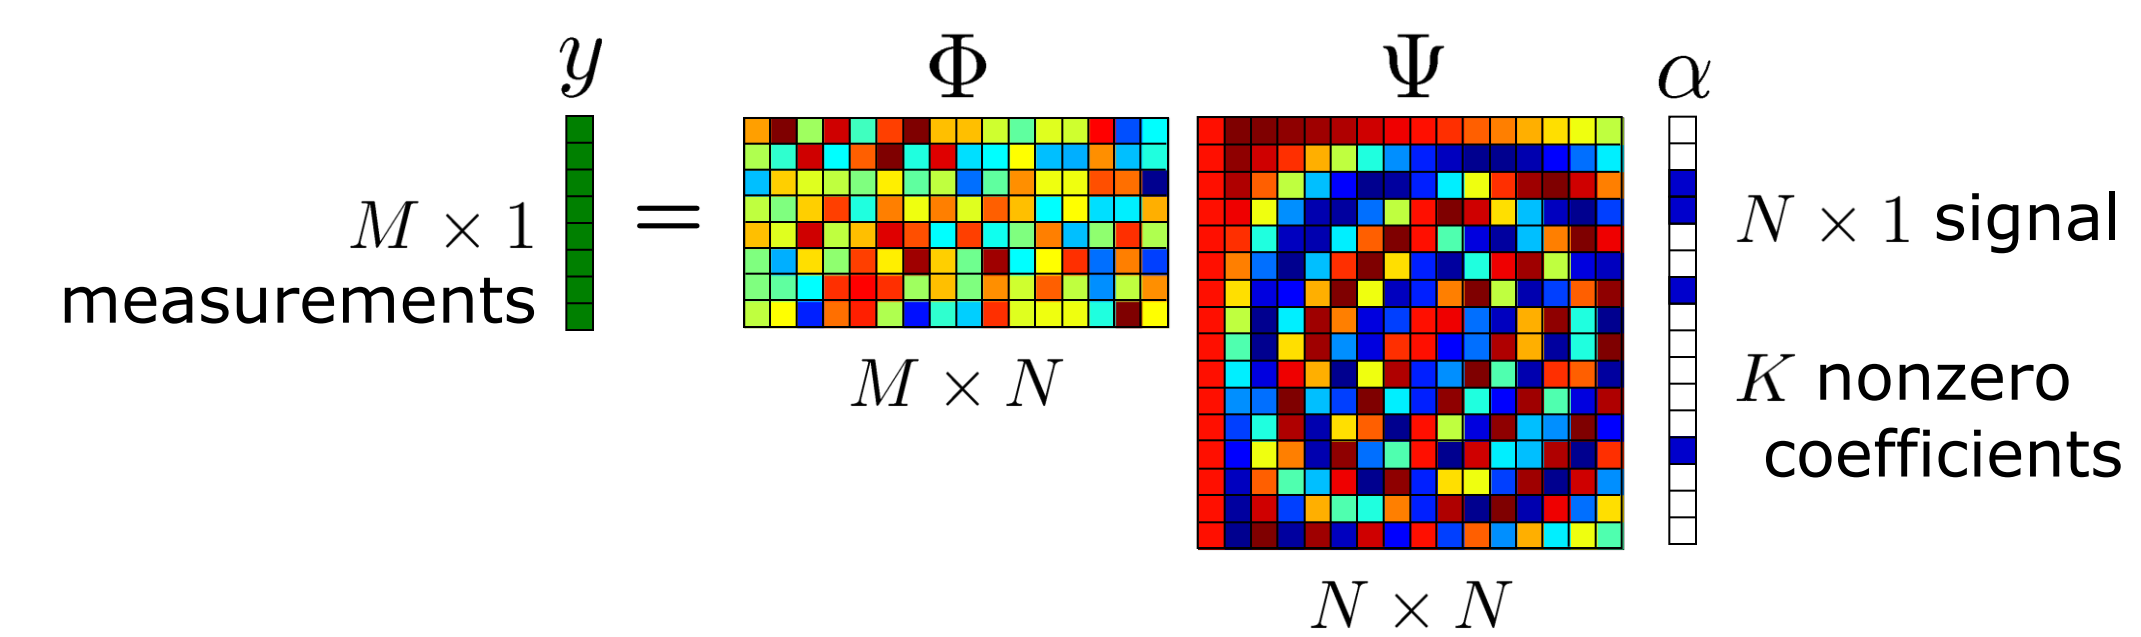 y
Φ
Ψ
α
M × 1
measurements
=
M × N
N × N
N × 1 signal
K nonzero
coefficients